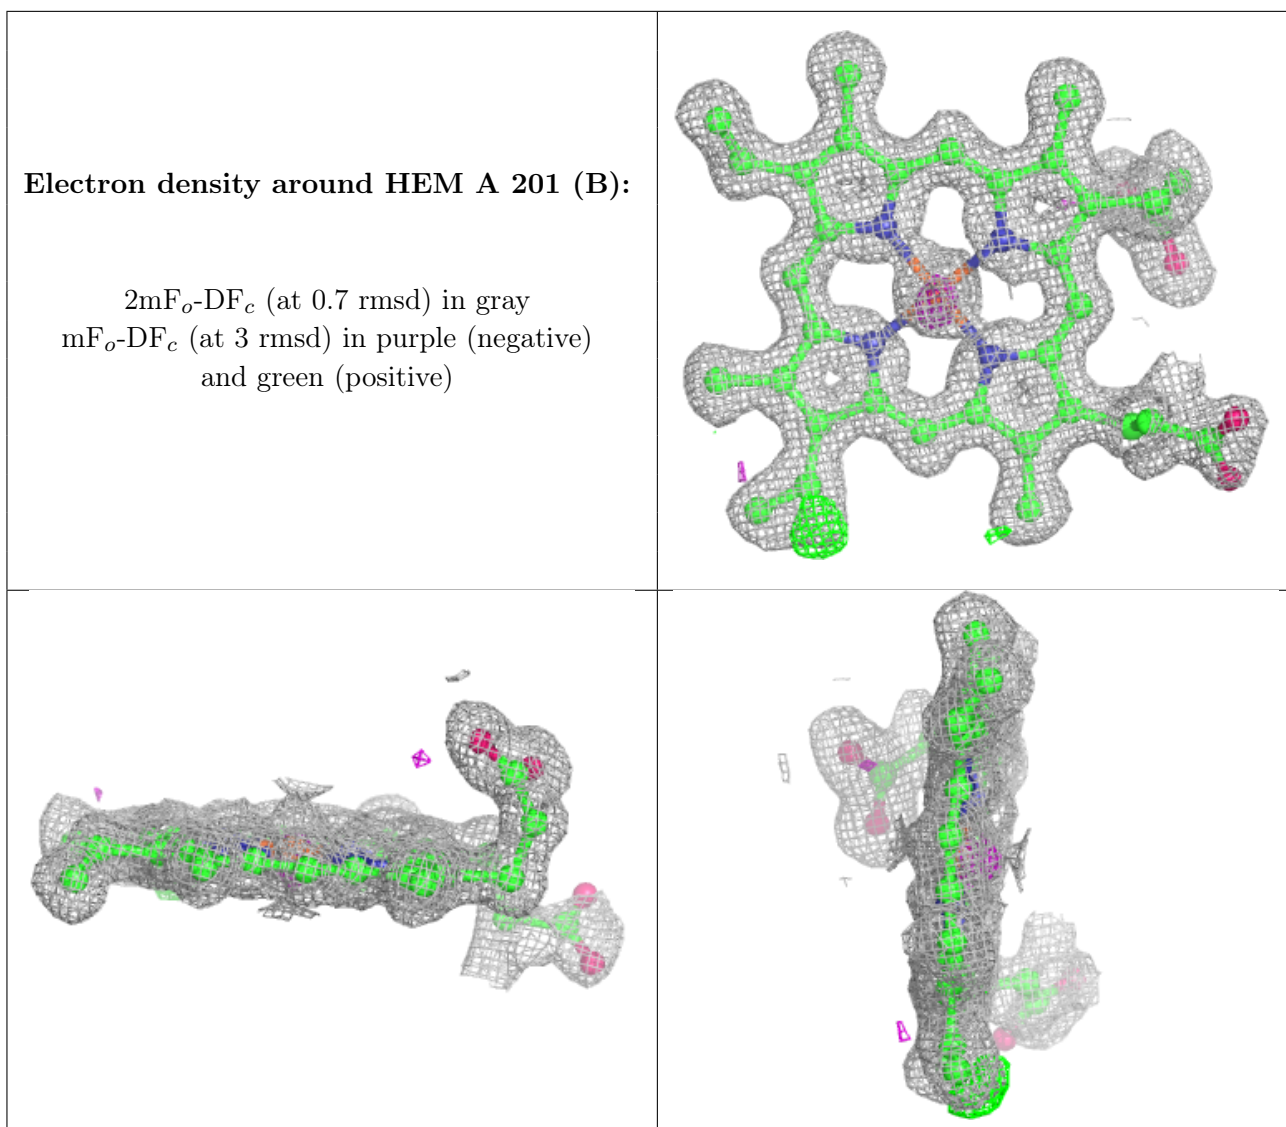 Electron density around HEM A 201 (B):
2mFo-DFc (at 0.7 rmsd) in gray
mFo-DFc (at 3 rmsd) in purple (negative)
and green (positive)